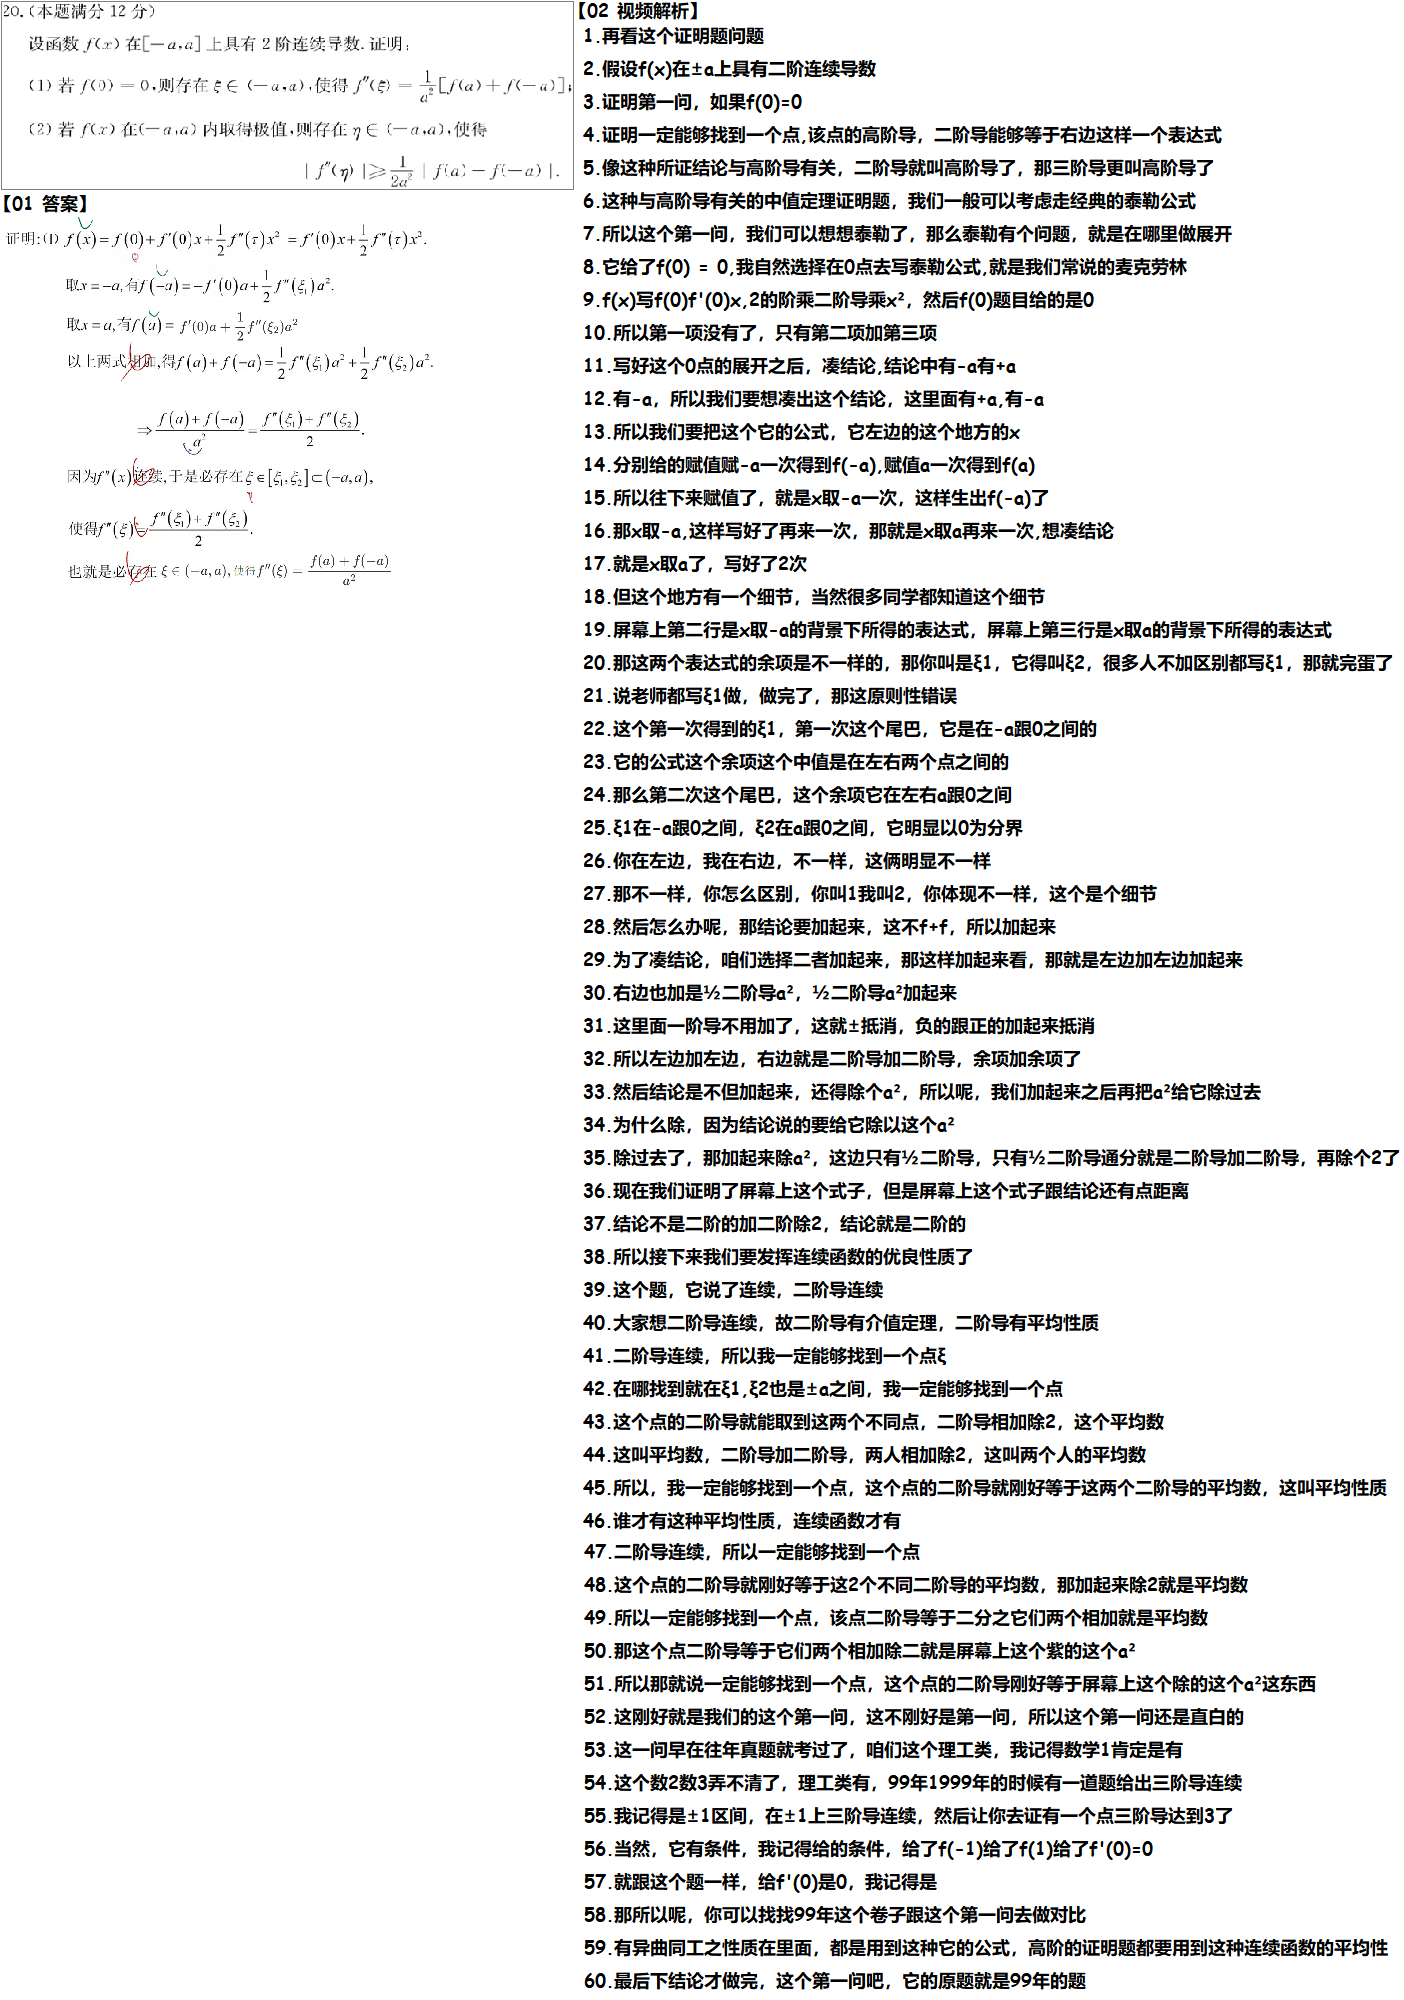 20.(本题满分 12 分)
设函数 f(x) 在[-a,a]上具有 2 阶连续导数.证明:
(1) 若 f(0) = 0,则存在 ξ ∈ (-a,a),使得 f″(ξ) = 1/a² [f(a) + f(-a)];
(2) 若 f(x) 在(-a,a) 内取得极值,则存在 η ∈ (-a,a),使得
| f″(η) |≥ 1/2a² | f(a) - f(-a) |.
【01 答案】
证明:(1) f(x)=f(0)+f′(0)x+1/2 f″(τ)x² =f′(0)x+1/2 f″(τ)x².
取x=-a,有f(-a)=-f′(0)a+1/2 f″(ξ₁)a².
取x=a,有f(a)= f′(0)a+1/2 f″(ξ₂)a²
以上两式相加,得f(a)+f(-a)=1/2 f″(ξ₁)a²+1/2 f″(ξ₂)a².
⇒ f(a)+f(-a)/a² = f″(ξ₁)+f″(ξ₂)/2.
因为f″(x)连续,于是必存在ξ∈[ξ₁,ξ₂]⊂(-a,a),
使得f″(ξ)= f″(ξ₁)+f″(ξ₂)/2.
也就是必存在 ξ∈(-a,a), 使得f″(ξ)= f(a)+f(-a)/a²
【02 视频解析】
1.再看这个证明题问题
2.假设f(x)在±a上具有二阶连续导数
3.证明第一问，如果f(0)=0
4.证明一定能够找到一个点,该点的高阶导，二阶导能够等于右边这样一个表达式
5.像这种所证结论与高阶导有关，二阶导就叫高阶导了，那三阶导更叫高阶导了
6.这种与高阶导有关的中值定理证明题，我们一般可以考虑走经典的泰勒公式
7.所以这个第一问，我们可以想想泰勒了，那么泰勒有个问题，就是在哪里做展开
8.它给了f(0) = 0,我自然选择在0点去写泰勒公式,就是我们常说的麦克劳林
9.f(x)写f(0)f'(0)x,2的阶乘二阶导乘x²，然后f(0)题目给的是0
10.所以第一项没有了，只有第二项加第三项
11.写好这个0点的展开之后，凑结论,结论中有-a有+a
12.有-a，所以我们要想凑出这个结论，这里面有+a,有-a
13.所以我们要把这个它的公式，它左边的这个地方的x
14.分别给的赋值赋-a一次得到f(-a),赋值a一次得到f(a)
15.所以往下来赋值了，就是x取-a一次，这样生出f(-a)了
16.那x取-a,这样写好了再来一次，那就是x取a再来一次,想凑结论
17.就是x取a了，写好了2次
18.但这个地方有一个细节，当然很多同学都知道这个细节
19.屏幕上第二行是x取-a的背景下所得的表达式，屏幕上第三行是x取a的背景下所得的表达式
20.那这两个表达式的余项是不一样的，那你叫是ξ1，它得叫ξ2，很多人不加区别都写ξ1，那就完蛋了
21.说老师都写ξ1做，做完了，那这原则性错误
22.这个第一次得到的ξ1，第一次这个尾巴，它是在-a跟0之间的
23.它的公式这个余项这个中值是在左右两个点之间的
24.那么第二次这个尾巴，这个余项它在左右a跟0之间
25.ξ1在-a跟0之间，ξ2在a跟0之间，它明显以0为分界
26.你在左边，我在右边，不一样，这俩明显不一样
27.那不一样，你怎么区别，你叫1我叫2，你体现不一样，这个是个细节
28.然后怎么办呢，那结论要加起来，这不f+f，所以加起来
29.为了凑结论，咱们选择二者加起来，那这样加起来看，那就是左边加左边加起来
30.右边也加是½二阶导a²，½二阶导a²加起来
31.这里面一阶导不用加了，这就±抵消，负的跟正的加起来抵消
32.所以左边加左边，右边就是二阶导加二阶导，余项加余项了
33.然后结论是不但加起来，还得除个a²，所以呢，我们加起来之后再把a²给它除过去
34.为什么除，因为结论说的要给它除以这个a²
35.除过去了，那加起来除a²，这边只有½二阶导，只有½二阶导通分就是二阶导加二阶导，再除个2了
36.现在我们证明了屏幕上这个式子，但是屏幕上这个式子跟结论还有点距离
37.结论不是二阶的加二阶除2，结论就是二阶的
38.所以接下来我们要发挥连续函数的优良性质了
39.这个题，它说了连续，二阶导连续
40.大家想二阶导连续，故二阶导有介值定理，二阶导有平均性质
41.二阶导连续，所以我一定能够找到一个点ξ
42.在哪找到就在ξ1,ξ2也是±a之间，我一定能够找到一个点
43.这个点的二阶导就能取到这两个不同点，二阶导相加除2，这个平均数
44.这叫平均数，二阶导加二阶导，两人相加除2，这叫两个人的平均数
45.所以，我一定能够找到一个点，这个点的二阶导就刚好等于这两个二阶导的平均数，这叫平均性质
46.谁才有这种平均性质，连续函数才有
47.二阶导连续，所以一定能够找到一个点
48.这个点的二阶导就刚好等于这2个不同二阶导的平均数，那加起来除2就是平均数
49.所以一定能够找到一个点，该点二阶导等于二分之它们两个相加就是平均数
50.那这个点二阶导等于它们两个相加除二就是屏幕上这个紫的这个a²
51.所以那就说一定能够找到一个点，这个点的二阶导刚好等于屏幕上这个除的这个a²这东西
52.这刚好就是我们的这个第一问，这不刚好是第一问，所以这个第一问还是直白的
53.这一问早在往年真题就考过了，咱们这个理工类，我记得数学1肯定是有
54.这个数2数3弄不清了，理工类有，99年1999年的时候有一道题给出三阶导连续
55.我记得是±1区间，在±1上三阶导连续，然后让你去证有一个点三阶导达到3了
56.当然，它有条件，我记得给的条件，给了f(-1)给了f(1)给了f'(0)=0
57.就跟这个题一样，给f'(0)是0，我记得是
58.那所以呢，你可以找找99年这个卷子跟这个第一问去做对比
59.有异曲同工之性质在里面，都是用到这种它的公式，高阶的证明题都要用到这种连续函数的平均性
60.最后下结论才做完，这个第一问吧，它的原题就是99年的题